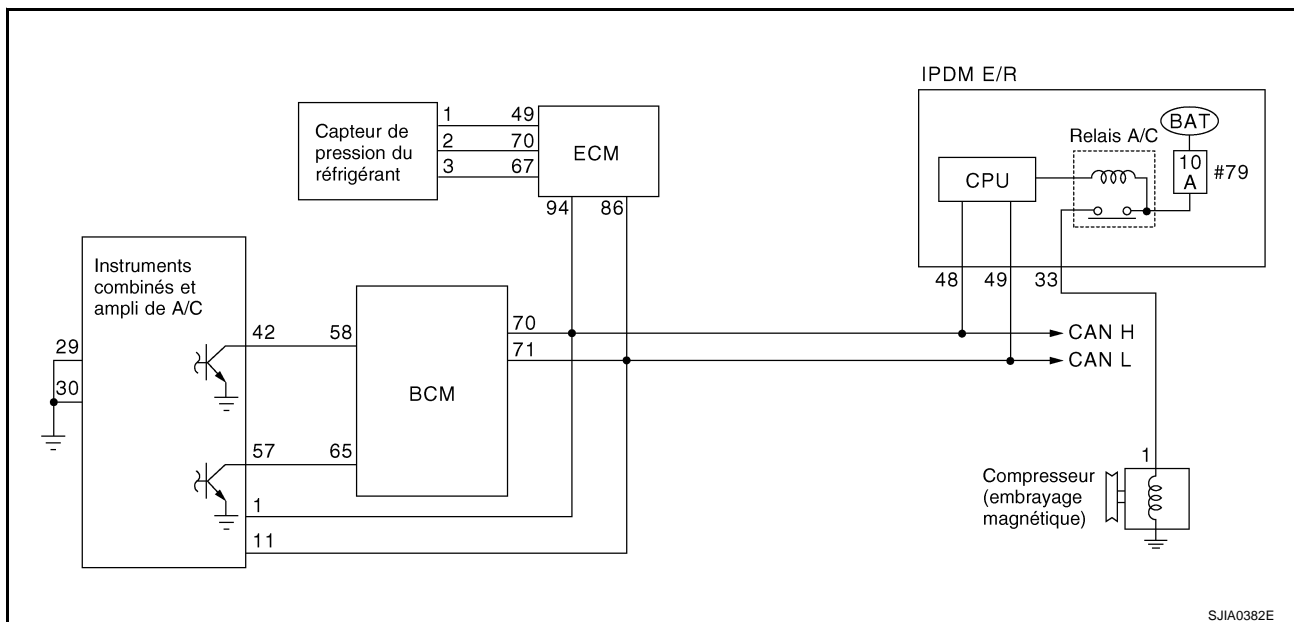 IPDM E/R
Capteur de
pression du
réfrigérant
1
2
3
49
70
67
ECM
94
86
Relais A/C
BAT
10
A
#79
CPU
48
49
33
Instruments
combinés et
ampli de A/C
29
30
42
58
57
65
1
11
BCM
70
71
CAN H
CAN L
1
Compresseur
(embrayage
magnétique)
SJIA0382E